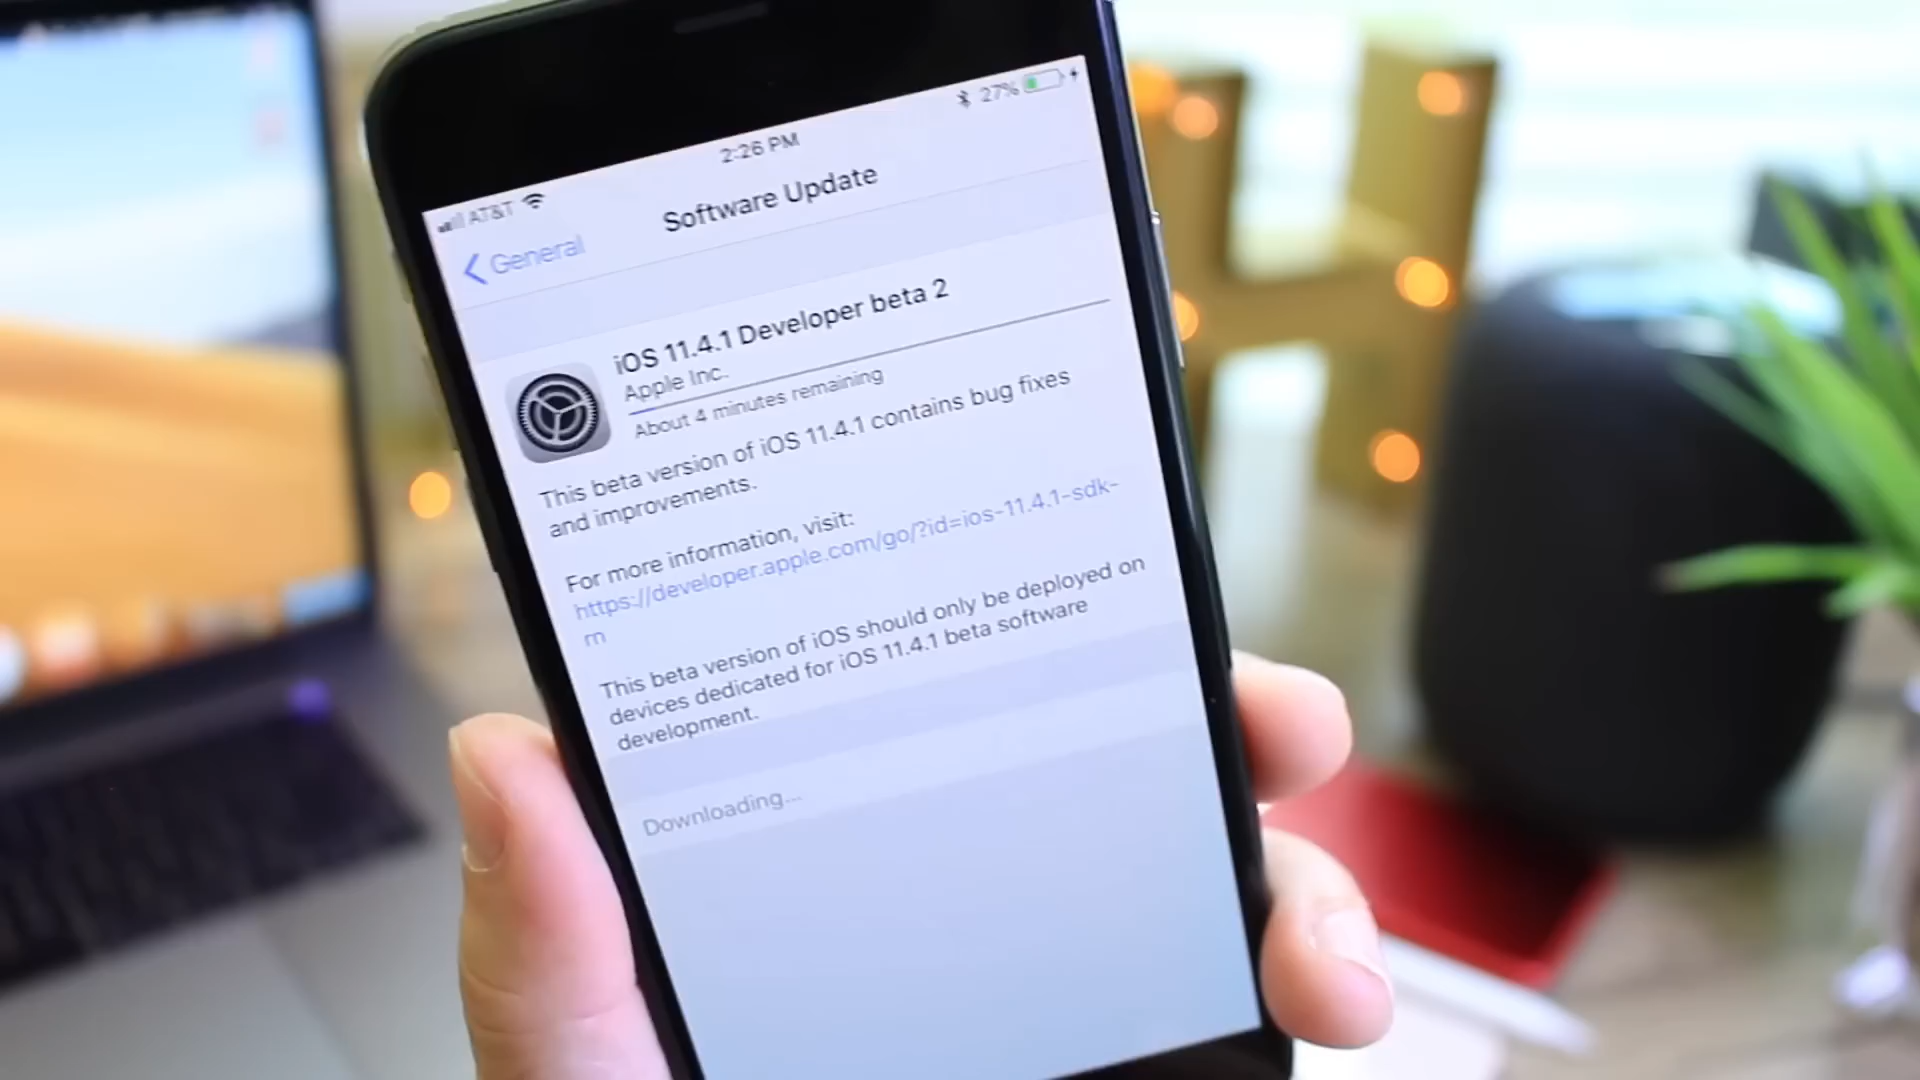 AT&T
2:26 PM
27%
General
Software Update
iOS 11.4.1 Developer beta 2
Apple Inc.
About 4 minutes remaining
This beta version of iOS 11.4.1 contains bug fixes
and improvements.
For more information, visit:
https://developer.apple.com/go/?id=ios-11.4.1-sdk-
rn
This beta version of iOS should only be deployed on
devices dedicated for iOS 11.4.1 beta software
development.
Downloading...